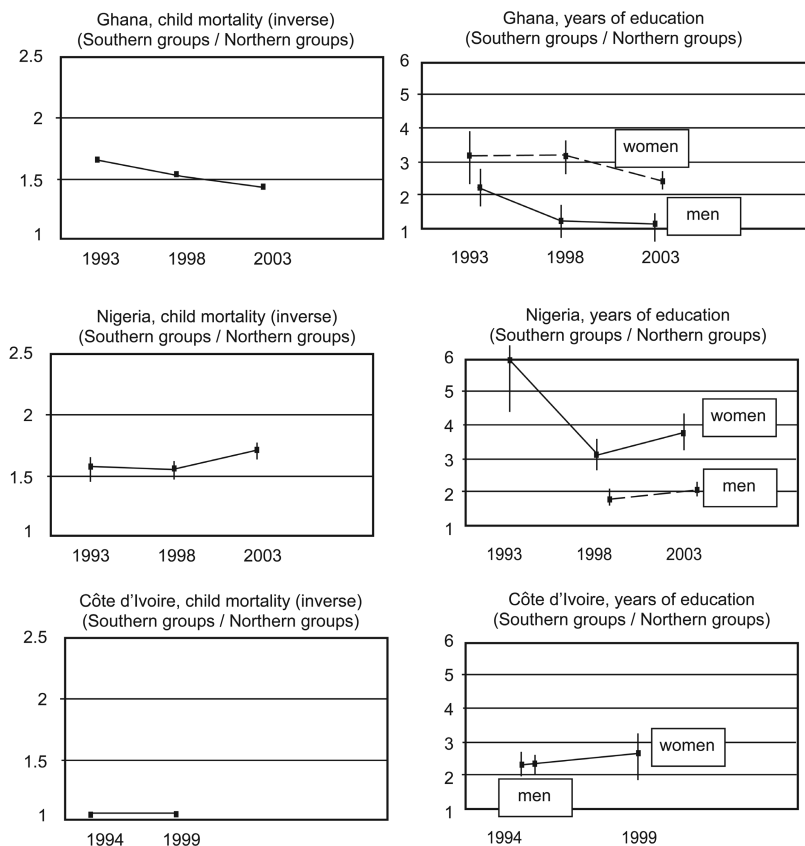 Ghana, child mortality (inverse)
(Southern groups / Northern groups)
2.5
2
1.5
1
1993 1998 2003
Ghana, years of education
(Southern groups / Northern groups)
6
5
4
3
2
1
women
men
1993 1998 2003
Nigeria, child mortality (inverse)
(Southern groups / Northern groups)
2.5
2
1.5
1
1993 1998 2003
Nigeria, years of education
(Southern groups / Northern groups)
6
5
4
3
2
1
women
men
1993 1998 2003
Côte d’Ivoire, child mortality (inverse)
(Southern groups / Northern groups)
2.5
2
1.5
1
1994 1999
Côte d’Ivoire, years of education
(Southern groups / Northern groups)
6
5
4
3
2
1
women
men
1994 1999